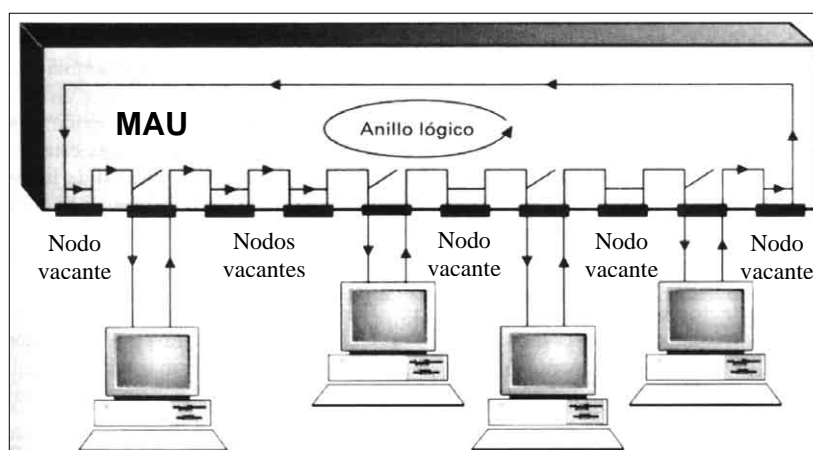 MAU
Anillo lógico
Nodo
vacante
Nodos
vacantes
Nodo
vacante
Nodo
vacante
Nodo
vacante